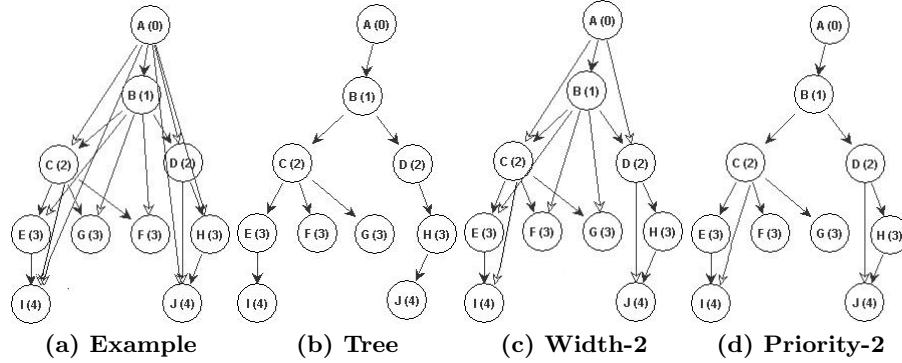 A (0) A (0) A (0) A (0)
B (1) B (1) B (1) B (1)
C (2) D (2) C (2) D (2) C (2) D (2) C (2) D (2)
E (3) G (3) F (3) H (3) E (3) F (3) G (3) H (3) E (3) F (3) G (3) H (3) E (3) F (3) G (3) H (3)
I (4) J (4) I (4) J (4) I (4) J (4) I (4) J (4)
(a) Example (b) Tree (c) Width-2 (d) Priority-2